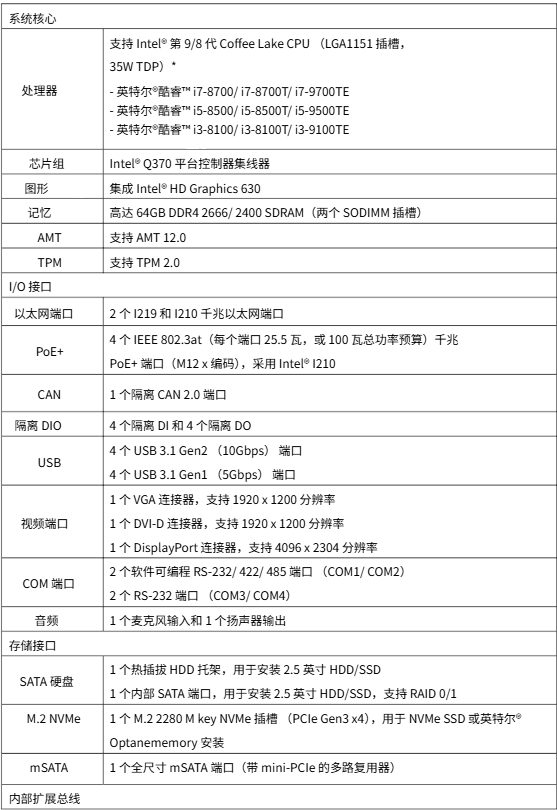 系统核心
处理器
支持 Intel® 第 9/8 代 Coffee Lake CPU （LGA1151 插槽，
35W TDP）*
- 英特尔®酷睿™ i7-8700/ i7-8700T/ i7-9700TE
- 英特尔®酷睿™ i5-8500/ i5-8500T/ i5-9500TE
- 英特尔®酷睿™ i3-8100/ i3-8100T/ i3-9100TE
芯片组
Intel® Q370 平台控制器集线器
图形
集成 Intel® HD Graphics 630
记忆
高达 64GB DDR4 2666/ 2400 SDRAM（两个 SODIMM 插槽）
AMT
支持 AMT 12.0
TPM
支持 TPM 2.0
I/O 接口
以太网端口
2 个 I219 和 I210 千兆以太网端口
PoE+
4 个 IEEE 802.3at（每个端口 25.5 瓦，或 100 瓦总功率预算）千兆
PoE+ 端口（M12 x 编码），采用 Intel® I210
CAN
1 个隔离 CAN 2.0 端口
隔离 DIO
4 个隔离 DI 和 4 个隔离 DO
USB
4 个 USB 3.1 Gen2 （10Gbps） 端口
4 个 USB 3.1 Gen1 （5Gbps） 端口
视频端口
1 个 VGA 连接器，支持 1920 x 1200 分辨率
1 个 DVI-D 连接器，支持 1920 x 1200 分辨率
1 个 DisplayPort 连接器，支持 4096 x 2304 分辨率
COM 端口
2 个软件可编程 RS-232/ 422/ 485 端口 （COM1/ COM2）
2 个 RS-232 端口 （COM3/ COM4）
音频
1 个麦克风输入和 1 个扬声器输出
存储接口
SATA 硬盘
1 个热插拔 HDD 托架，用于安装 2.5 英寸 HDD/SSD
1 个内部 SATA 端口，用于安装 2.5 英寸 HDD/SSD，支持 RAID 0/1
M.2 NVMe
1 个 M.2 2280 M key NVMe 插槽 （PCIe Gen3 x4），用于 NVMe SSD 或英特尔®
Optanememory 安装
mSATA
1 个全尺寸 mSATA 端口（带 mini-PCIe 的多路复用器）
内部扩展总线